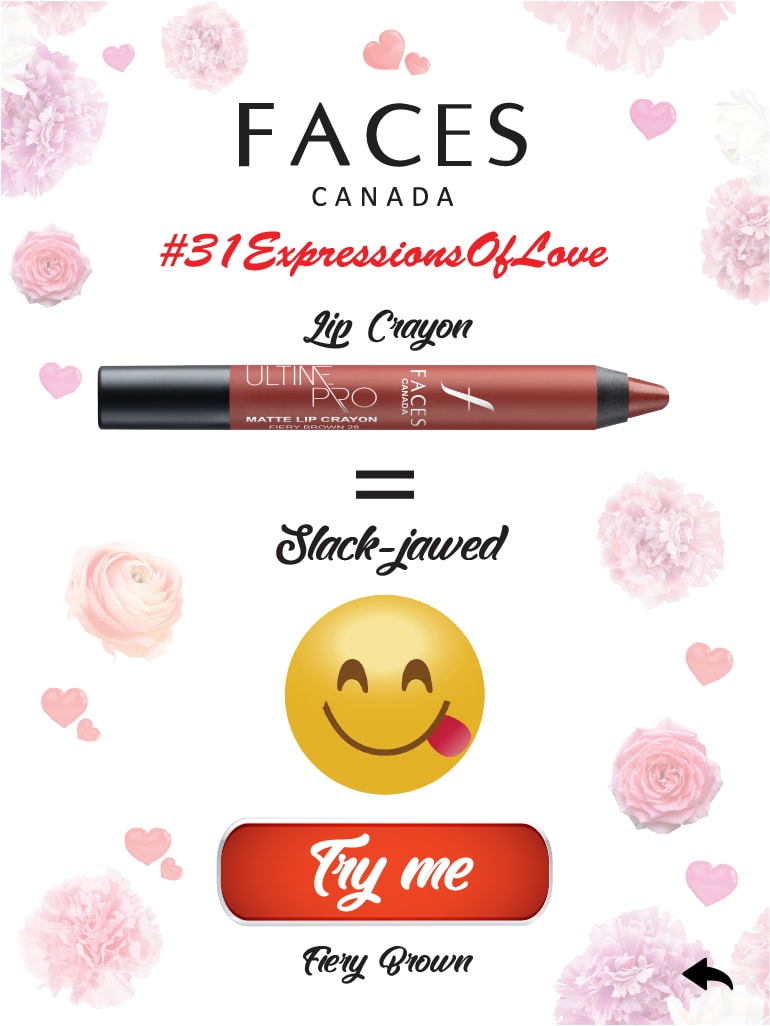 FACES
CANADA
#31ExpressionsOfLove
Lip Crayon
ULTIME
PRO
MATTE LIP CRAYON
FIERY BROWN 28
FACES
CANADA
=
Slack-jawed
Try me
Fiery Brown